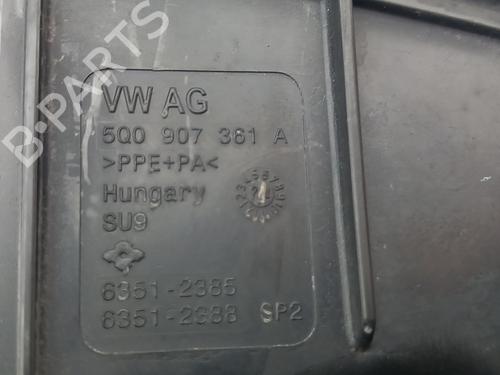 VW AG
5Q0 907 361 A
>PPE+PA<
Hungary
SU9
6351-2385
6351-2388 SP2
B-PARTS